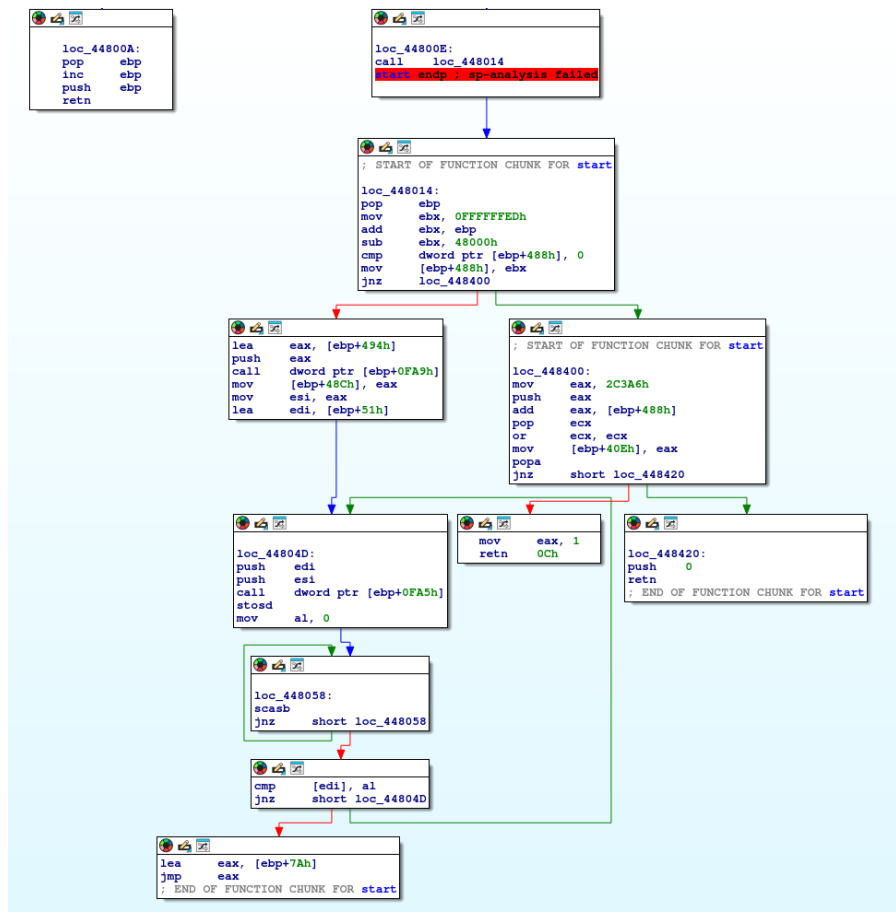 loc_44800A:
pop ebp
inc ebp
push ebp
retn
loc_44800E:
call loc_448014
start endp ; sp-analysis failed
; START OF FUNCTION CHUNK FOR start
loc_448014:
pop ebp
mov ebx, 0FFFFFFEDh
add ebx, ebp
sub ebx, 48000h
cmp dword ptr [ebp+488h], 0
mov [ebp+488h], ebx
jnz loc_448400
lea eax, [ebp+494h]
push eax
call dword ptr [ebp+0FA9h]
mov [ebp+48Ch], eax
mov esi, eax
lea edi, [ebp+51h]
; START OF FUNCTION CHUNK FOR start
loc_448400:
mov eax, 2C3A6h
push eax
add eax, [ebp+488h]
pop ecx
or ecx, ecx
mov [ebp+40Eh], eax
popa
jnz short loc_448420
loc_44804D:
push edi
push esi
call dword ptr [ebp+0FA5h]
stosd
mov al, 0
mov eax, 1
retn 0Ch
loc_448420:
push 0
retn
; END OF FUNCTION CHUNK FOR start
loc_448058:
scasb
jnz short loc_448058
cmp [edi], al
jnz short loc_44804D
lea eax, [ebp+7Ah]
jmp eax
; END OF FUNCTION CHUNK FOR start